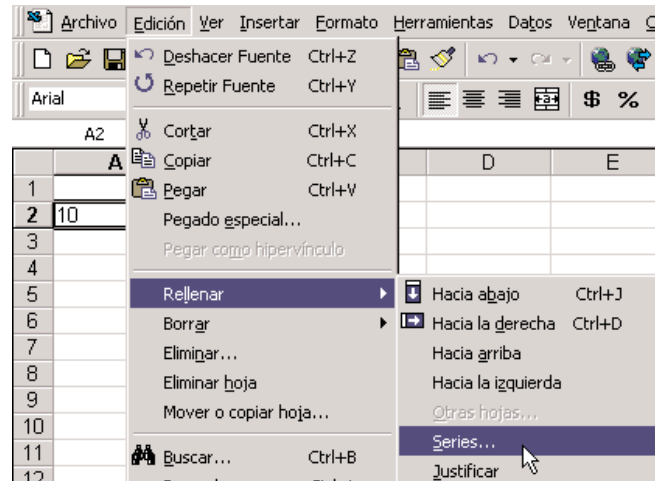 Archivo Edición Ver Insertar Formato Herramientas Datos Ventana
Deshacer Fuente Ctrl+Z
Repetir Fuente Ctrl+Y
Arial $ %
Cortar Ctrl+X
A2
Copiar Ctrl+C
A D E
Pegar Ctrl+V
1
Pegado especial...
2 10
Pegar como hipervínculo
3
4
5 Rellenar Hacia abajo Ctrl+J
6 Borrar Hacia la derecha Ctrl+D
7 Eliminar... Hacia arriba
8 Eliminar hoja Hacia la izquierda
9 Mover o copiar hoja... Otras hojas...
10 Series...
11 Buscar... Ctrl+B Justificar
12